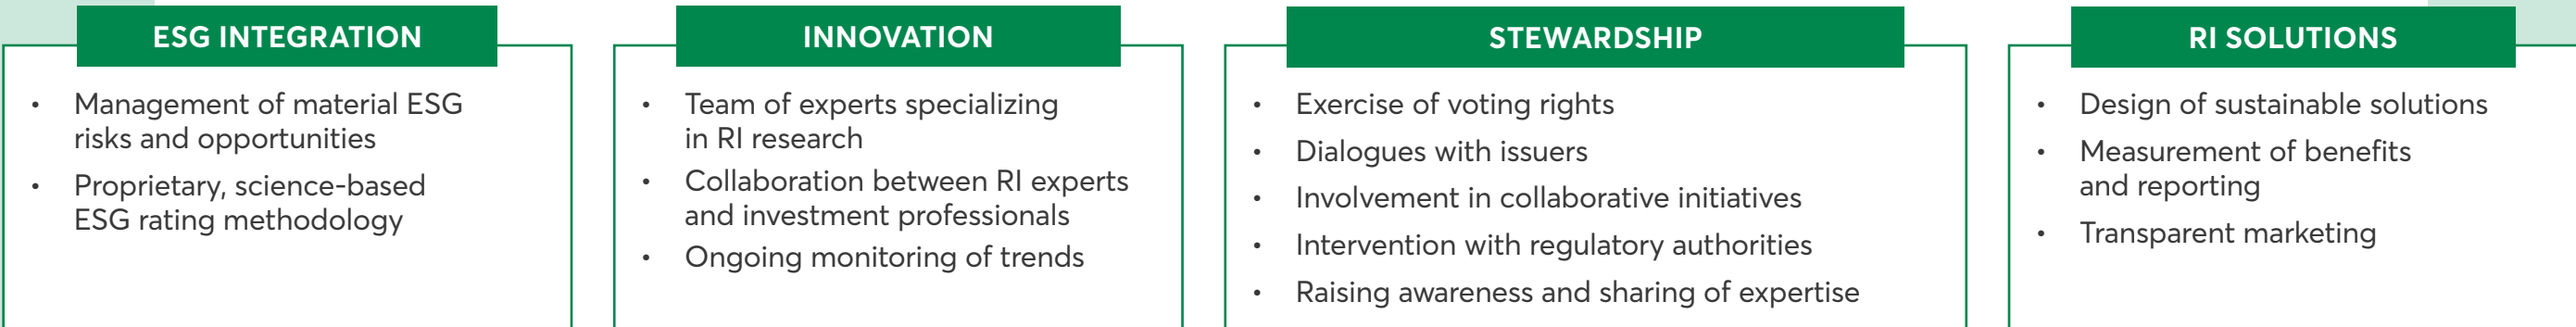 ESG INTEGRATION
• Management of material ESG
risks and opportunities
• Proprietary, science-based
ESG rating methodology
INNOVATION
• Team of experts specializing
in RI research
• Collaboration between RI experts
and investment professionals
• Ongoing monitoring of trends
STEWARDSHIP
• Exercise of voting rights
• Dialogues with issuers
• Involvement in collaborative initiatives
• Intervention with regulatory authorities
• Raising awareness and sharing of expertise
RI SOLUTIONS
• Design of sustainable solutions
• Measurement of benefits
and reporting
• Transparent marketing